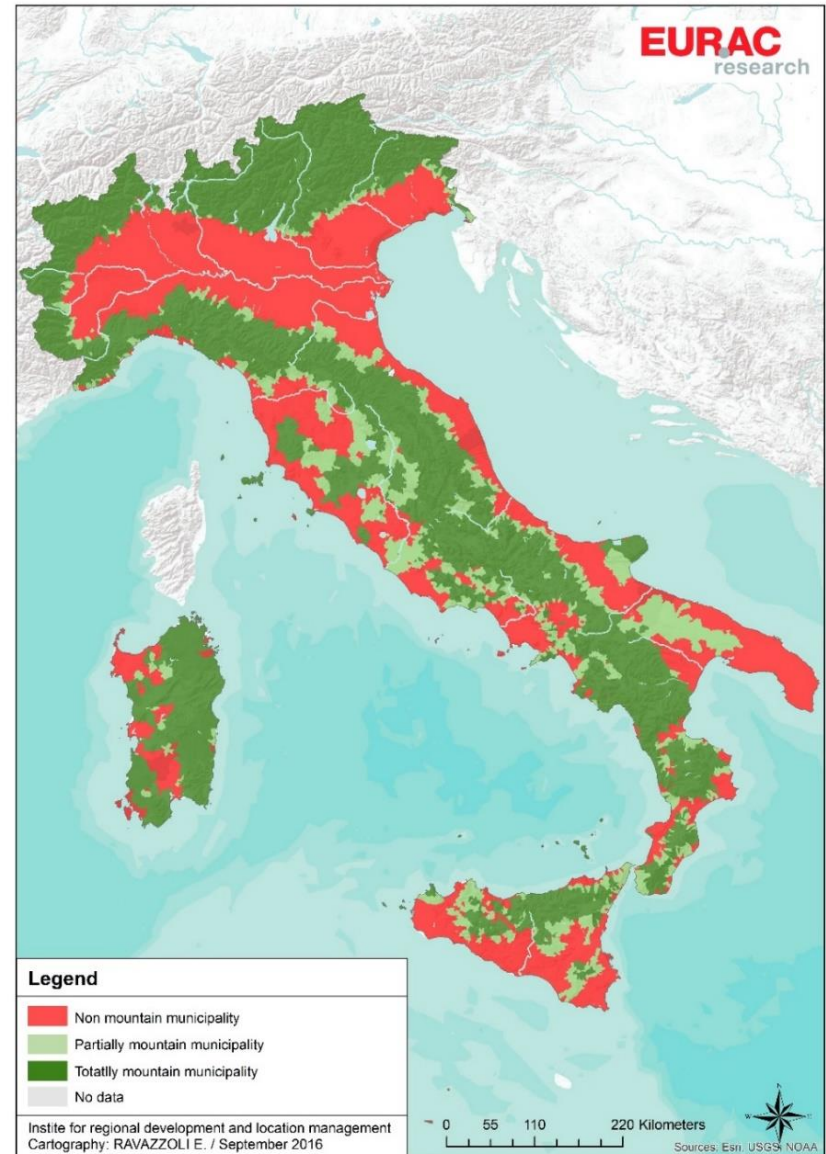 EURAC
research
Legend
Non mountain municipality
Partially mountain municipality
Totatlly mountain municipality
No data
Instite for regional development and location management
Cartography: RAVAZZOLI E. / September 2016
N
W E
S
0 55 110 220 Kilometers
Sources: Esri, USGS, NOAA